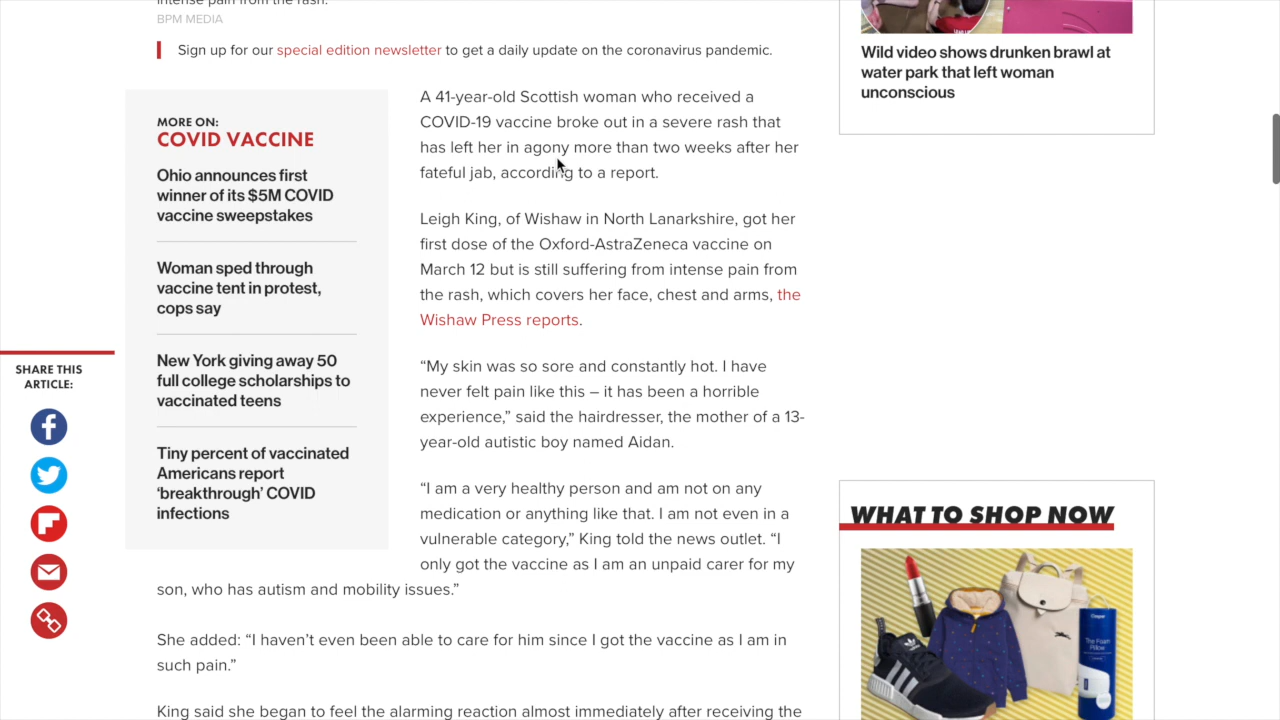 intense pain from the rash.
BPM MEDIA
Sign up for our special edition newsletter to get a daily update on the coronavirus pandemic.
MORE ON:
COVID VACCINE
Ohio announces first
winner of its $5M COVID
vaccine sweepstakes
Woman sped through
vaccine tent in protest,
cops say
New York giving away 50
full college scholarships to
vaccinated teens
Tiny percent of vaccinated
Americans report
‘breakthrough’ COVID
infections
SHARE THIS
ARTICLE:
A 41-year-old Scottish woman who received a
COVID-19 vaccine broke out in a severe rash that
has left her in agony more than two weeks after her
fateful jab, according to a report.
Leigh King, of Wishaw in North Lanarkshire, got her
first dose of the Oxford-AstraZeneca vaccine on
March 12 but is still suffering from intense pain from
the rash, which covers her face, chest and arms, the
Wishaw Press reports.
“My skin was so sore and constantly hot. I have
never felt pain like this – it has been a horrible
experience,” said the hairdresser, the mother of a 13-
year-old autistic boy named Aidan.
“I am a very healthy person and am not on any
medication or anything like that. I am not even in a
vulnerable category,” King told the news outlet. “I
only got the vaccine as I am an unpaid carer for my
son, who has autism and mobility issues.”
She added: “I haven’t even been able to care for him since I got the vaccine as I am in
such pain.”
King said she began to feel the alarming reaction almost immediately after receiving the
Wild video shows drunken brawl at
water park that left woman
unconscious
WHAT TO SHOP NOW
The Foam
Pillow